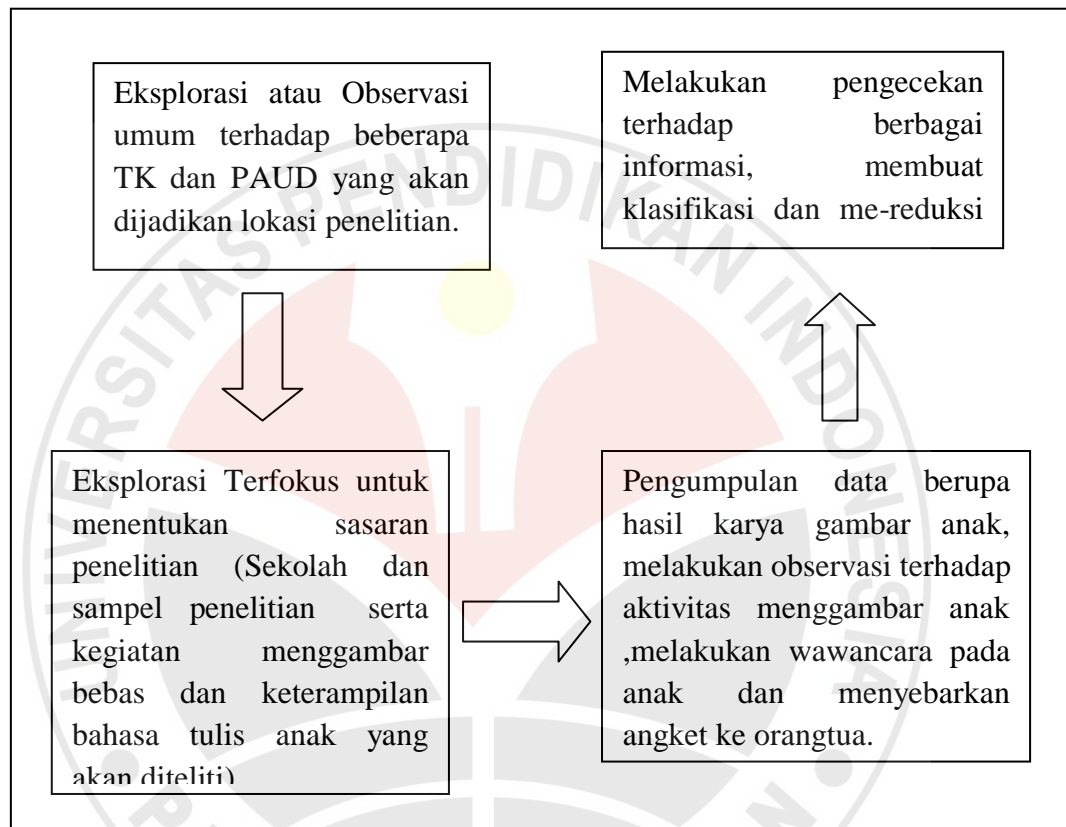 Eksplorasi atau Observasi
umum terhadap beberapa
TK dan PAUD yang akan
dijadikan lokasi penelitian.
Eksplorasi Terfokus untuk
menentukan sasaran
penelitian (Sekolah dan
sampel penelitian serta
kegiatan menggambar
bebas dan keterampilan
bahasa tulis anak yang
akan diteliti)
Pengumpulan data berupa
hasil karya gambar anak,
melakukan observasi terhadap
aktivitas menggambar anak
,melakukan wawancara pada
anak dan menyebarkan
angket ke orangtua.
Melakukan pengecekan
terhadap berbagai
informasi, membuat
klasifikasi dan me-reduksi
UNIVERSITAS PENDIDIKAN INDONESIA